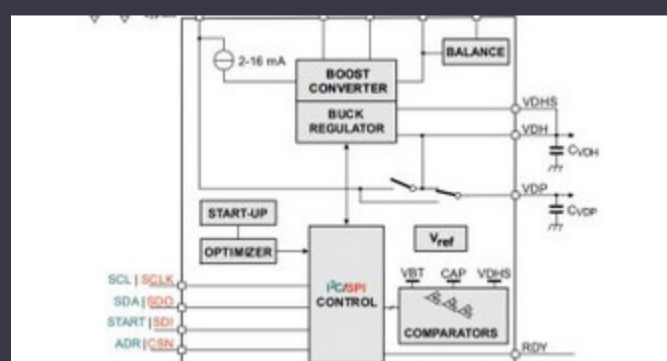 2-16 mA
BALANCE
BOOST
CONVERTER
BUCK
REGULATOR
VDHS
VDH
CVDH
VDP
CVDP
START-UP
OPTIMIZER
Vref
SCL | SCLK
SDA | SDO
START | SDI
ADR | CSN
I²C/SPI
CONTROL
VBT CAP VDHS
COMPARATORS
RDY